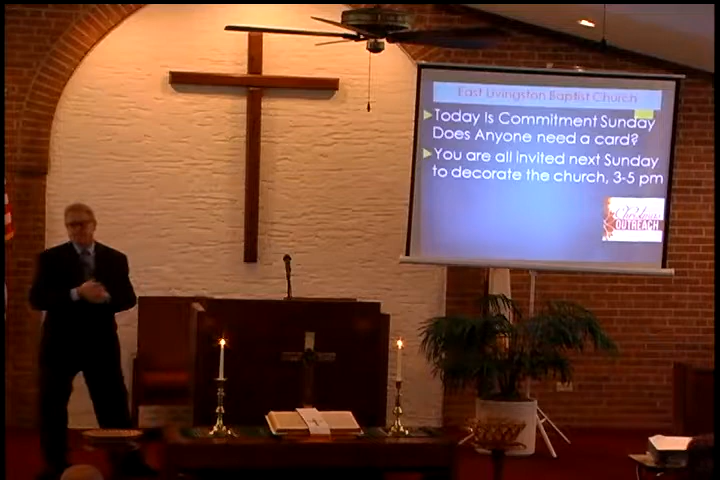 East Livingston Baptist Church
Today Is Commitment Sunday
Does Anyone need a card?
You are all invited next Sunday
to decorate the church, 3-5 pm
Christmas
OUTREACH